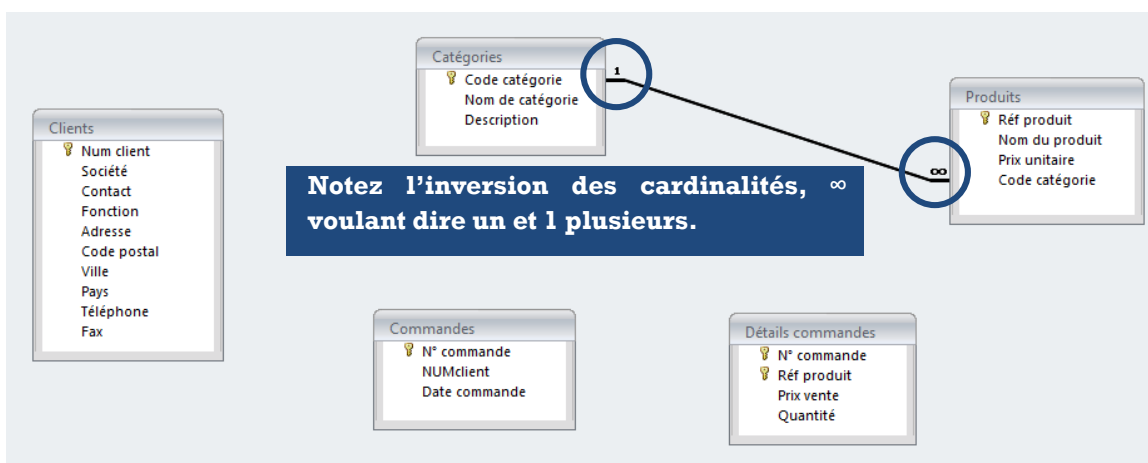 Catégories
Code catégorie
Nom de catégorie
Description
1
Produits
Réf produit
Nom du produit
Prix unitaire
Code catégorie
∞
Clients
Num client
Société
Contact
Fonction
Adresse
Code postal
Ville
Pays
Téléphone
Fax
Notez l’inversion des cardinalités, ∞
voulant dire un et 1 plusieurs.
Commandes
N° commande
NUMclient
Date commande
Détails commandes
N° commande
Réf produit
Prix vente
Quantité